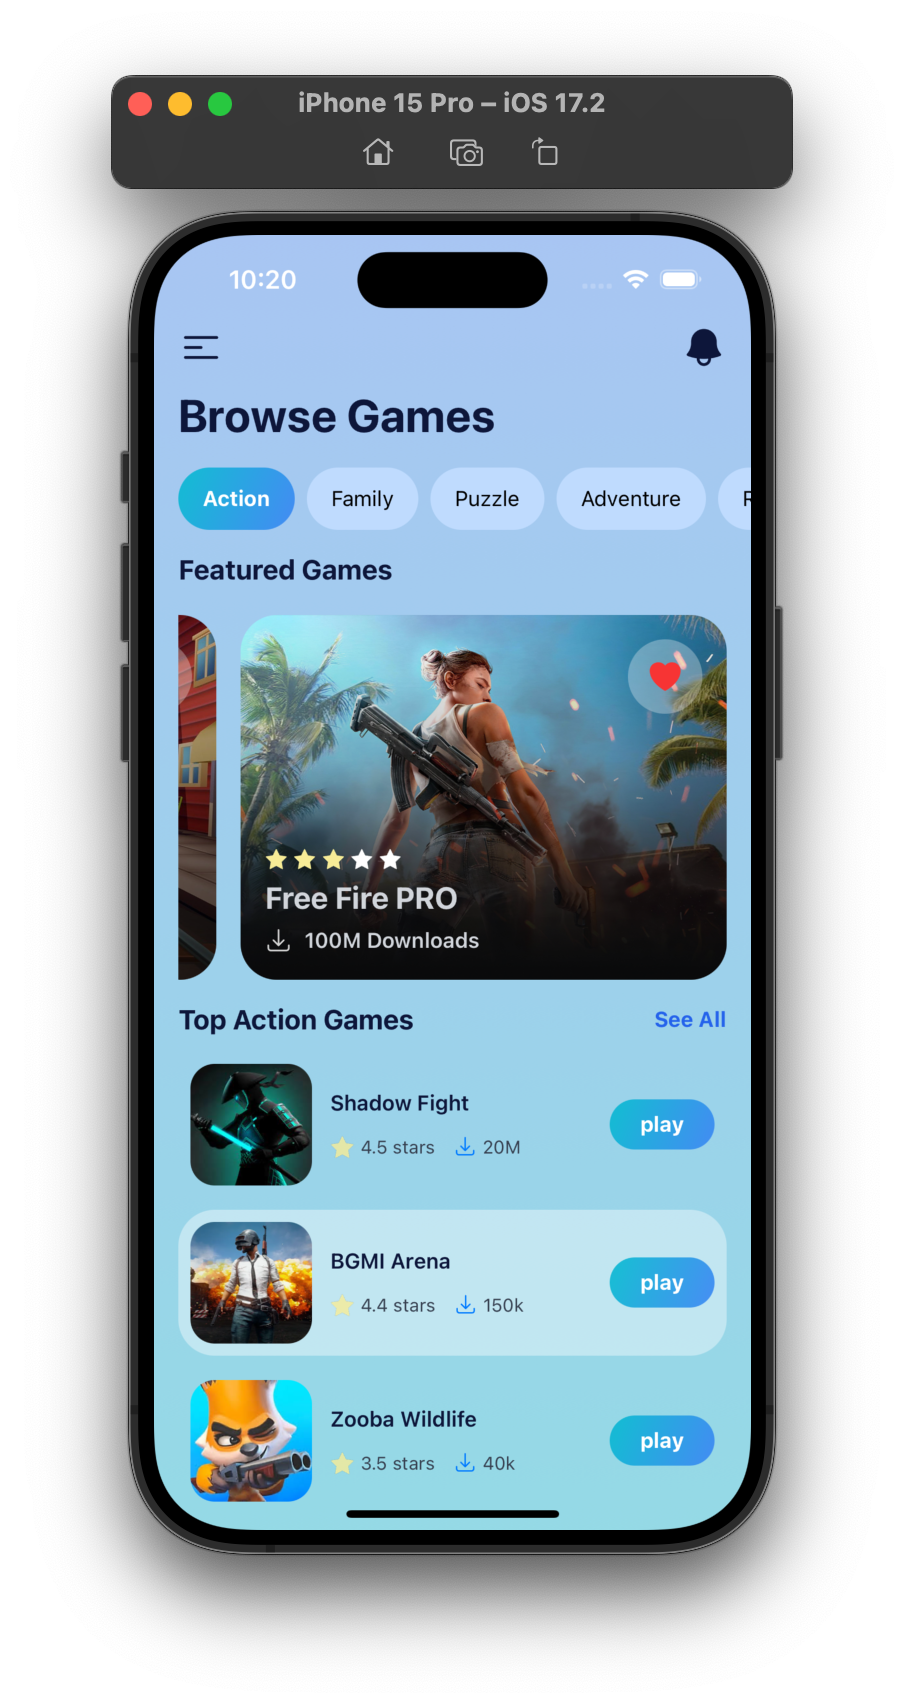 iPhone 15 Pro – iOS 17.2
10:20
Browse Games
Action Family Puzzle Adventure R
Featured Games
Free Fire PRO
100M Downloads
Top Action Games See All
Shadow Fight
4.5 stars 20M
play
BGMI Arena
4.4 stars 150k
play
Zooba Wildlife
3.5 stars 40k
play